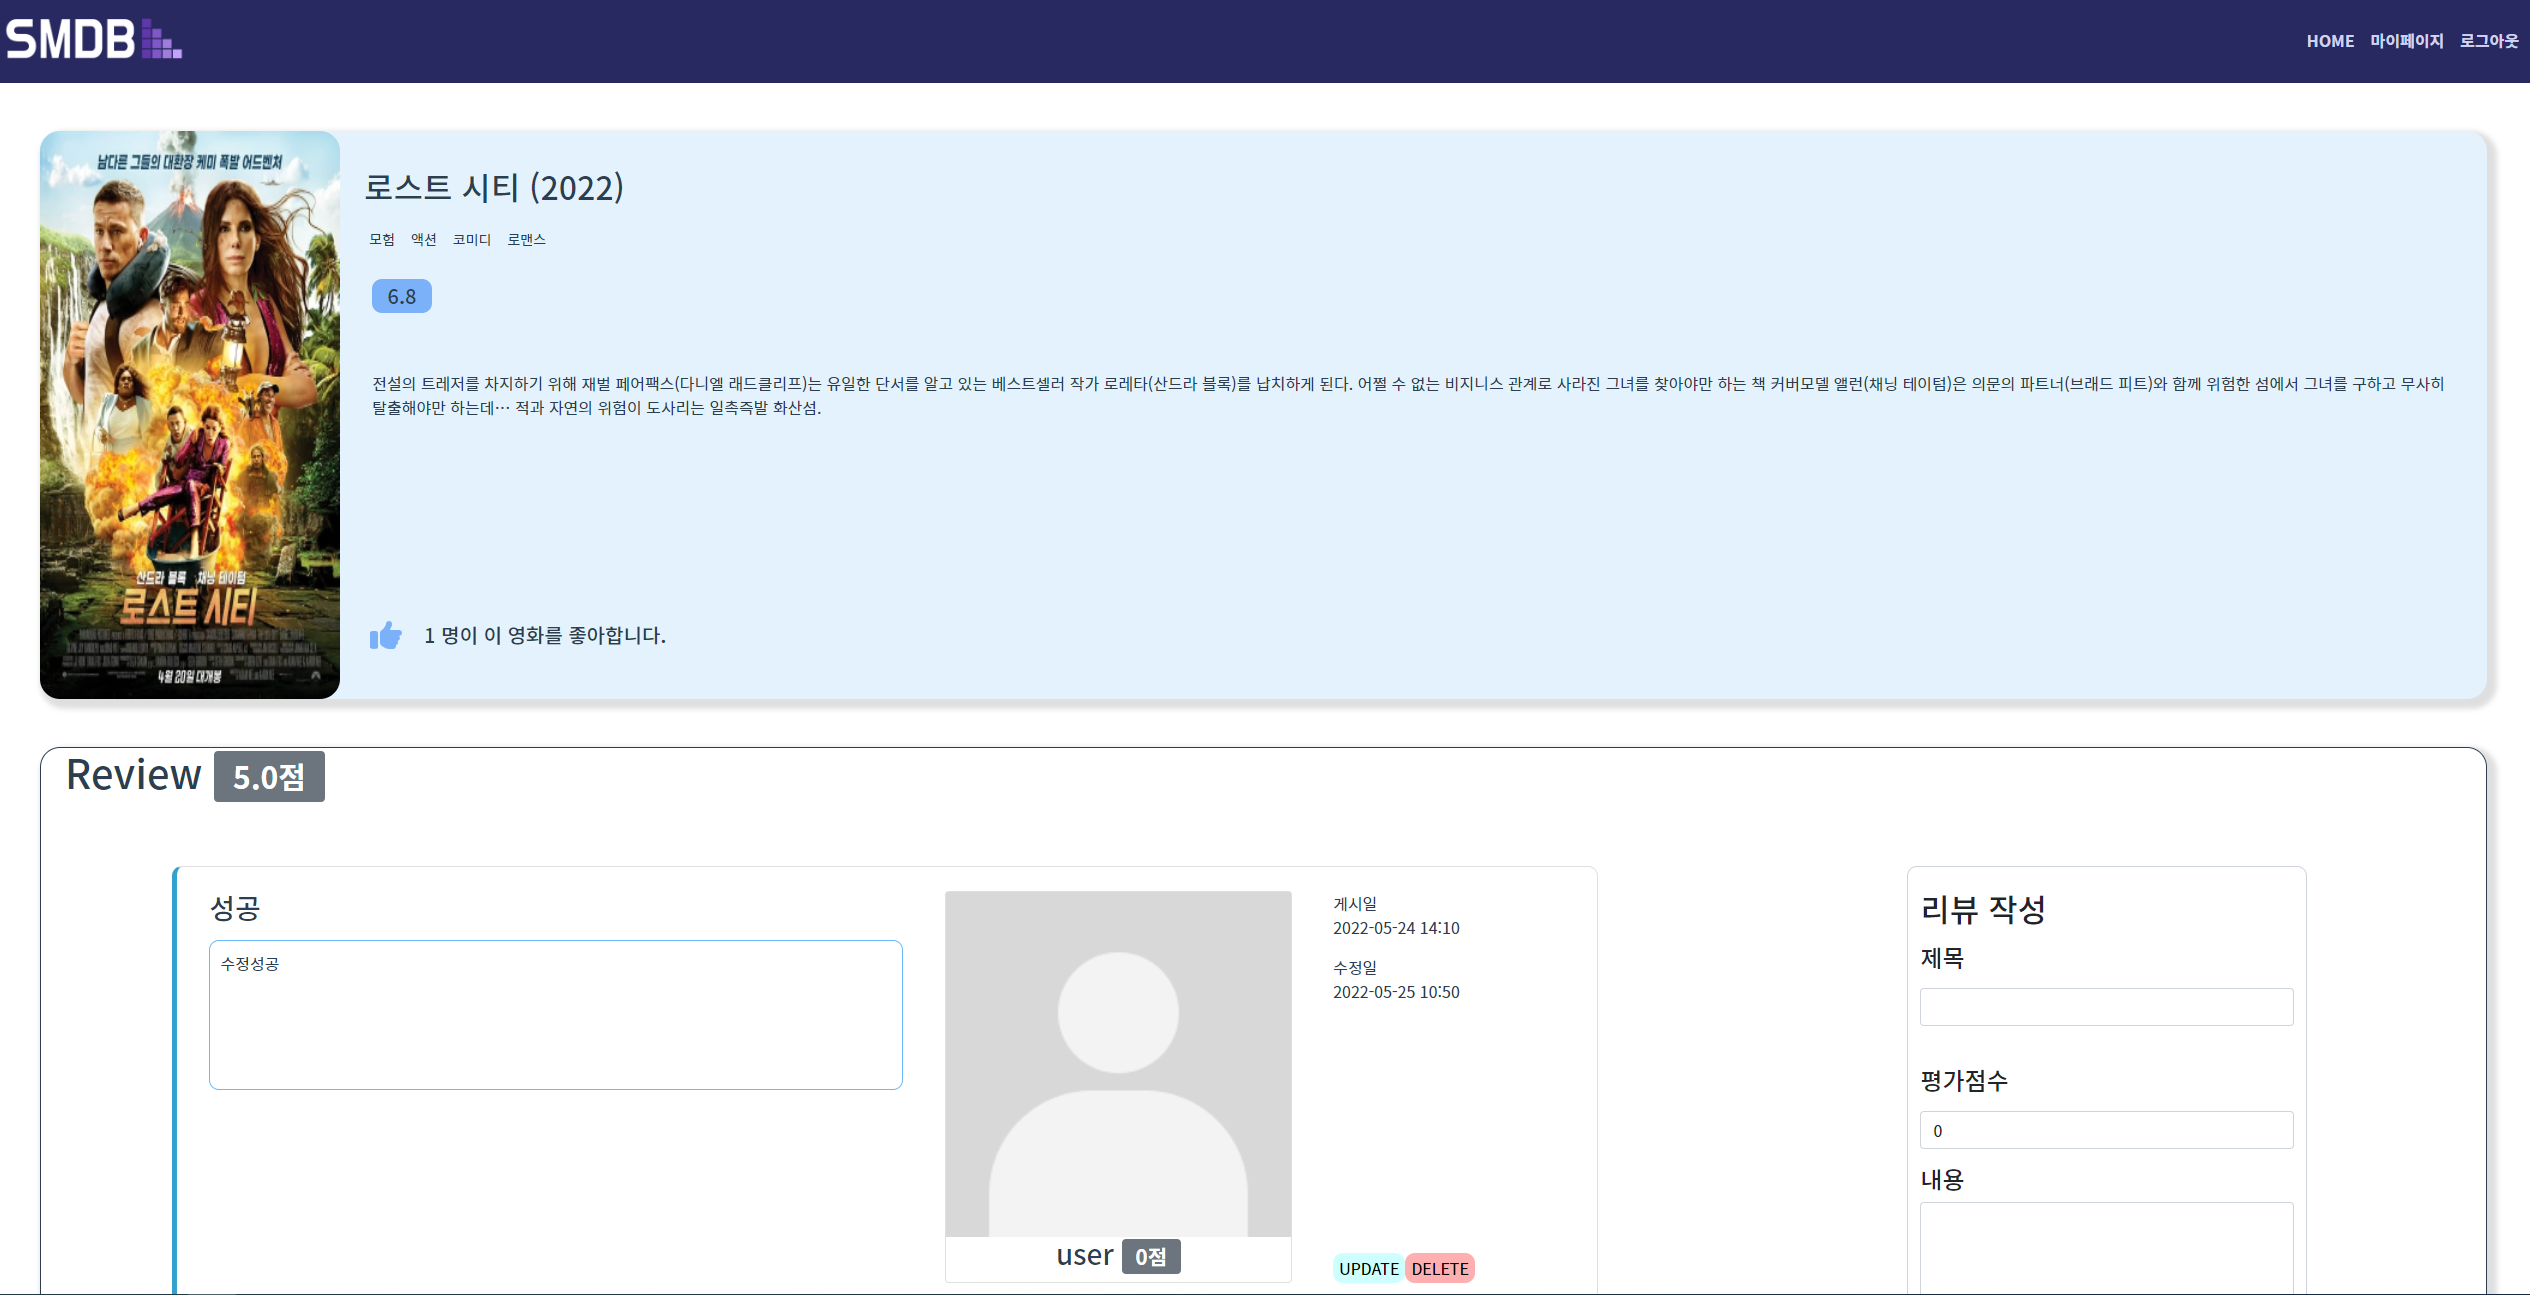 SMDB
HOME 마이페이지 로그아웃
남다른 그들의 대환장 케미 폭발 어드벤처
산드라 블록 채닝 테이텀
로스트 시티
4월 20일 대개봉
로스트 시티 (2022)
모험 액션 코미디 로맨스
6.8
전설의 트레저를 차지하기 위해 재벌 페어팩스(다니엘 래드클리프)는 유일한 단서를 알고 있는 베스트셀러 작가 로레타(산드라 블록)를 납치하게 된다. 어쩔 수 없는 비지니스 관계로 사라진 그녀를 찾아야만 하는 책 커버모델 앨런(채닝 테이텀)은 의문의 파트너(브래드 피트)와 함께 위험한 섬에서 그녀를 구하고 무사히
탈출해야만 하는데… 적과 자연의 위험이 도사리는 일촉즉발 화산섬.
1 명이 이 영화를 좋아합니다.
Review 5.0점
성공
수정성공
user 0점
게시일
2022-05-24 14:10
수정일
2022-05-25 10:50
UPDATE DELETE
리뷰 작성
제목
평가점수
0
내용